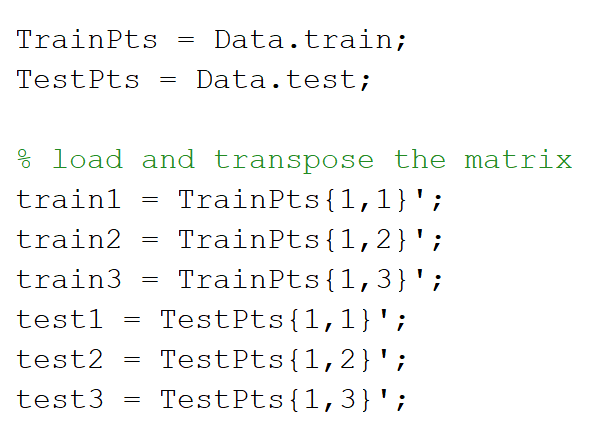 TrainPts = Data.train;
TestPts = Data.test;
% load and transpose the matrix
train1 = TrainPts{1,1}';
train2 = TrainPts{1,2}';
train3 = TrainPts{1,3}';
test1 = TestPts{1,1}';
test2 = TestPts{1,2}';
test3 = TestPts{1,3}';